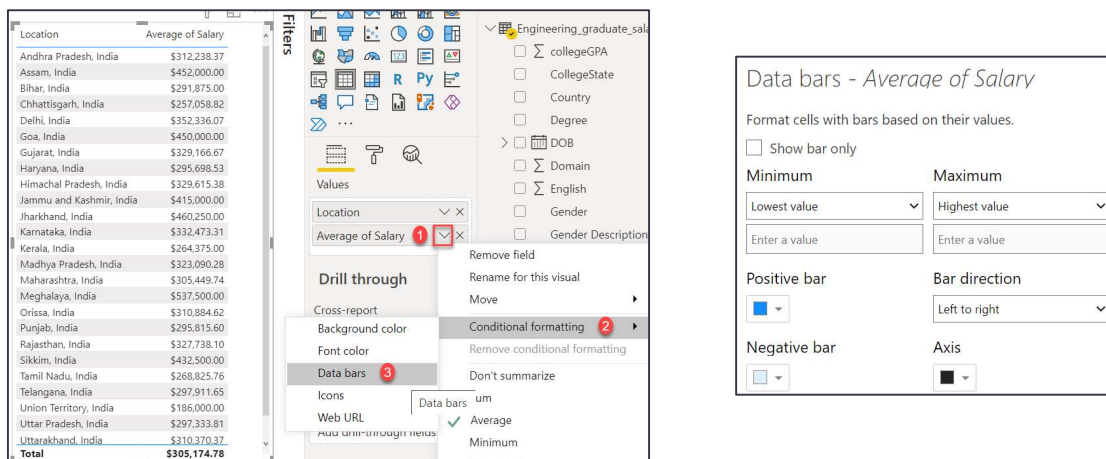 Location Average of Salary
Andhra Pradesh, India $312,238.37
Assam, India $452,000.00
Bihar, India $291,875.00
Chhattisgarh, India $257,058.82
Delhi, India $352,336.07
Goa, India $450,000.00
Gujarat, India $329,166.67
Haryana, India $295,698.53
Himachal Pradesh, India $329,615.38
Jammu and Kashmir, India $415,000.00
Jharkhand, India $460,250.00
Karnataka, India $332,473.31
Kerala, India $264,375.00
Madhya Pradesh, India $323,090.28
Maharashtra, India $305,449.74
Meghalaya, India $537,500.00
Orissa, India $310,884.62
Punjab, India $295,815.60
Rajasthan, India $327,738.10
Sikkim, India $432,500.00
Tamil Nadu, India $268,825.76
Telangana, India $297,911.65
Union Territory, India $186,000.00
Uttar Pradesh, India $297,333.81
Uttarakhand, India $310,370.37
Total $305,174.78
Filters
123
R Py
...
Values
Location
Average of Salary 1
Drill through
Cross-report
Add drill-through fields
Engineering_graduate_sala
∑ collegeGPA
CollegeState
Country
Degree
DOB
∑ Domain
∑ English
Gender
Gender Description
Remove field
Rename for this visual
Move
Conditional formatting 2
Remove conditional formatting
Don't summarize
um
Average
Minimum
Background color
Font color
Data bars 3
Icons
Web URL
Data bars
Data bars - Average of Salary
Format cells with bars based on their values.
Show bar only
Minimum Maximum
Lowest value Highest value
Enter a value Enter a value
Positive bar Bar direction
Left to right
Negative bar Axis